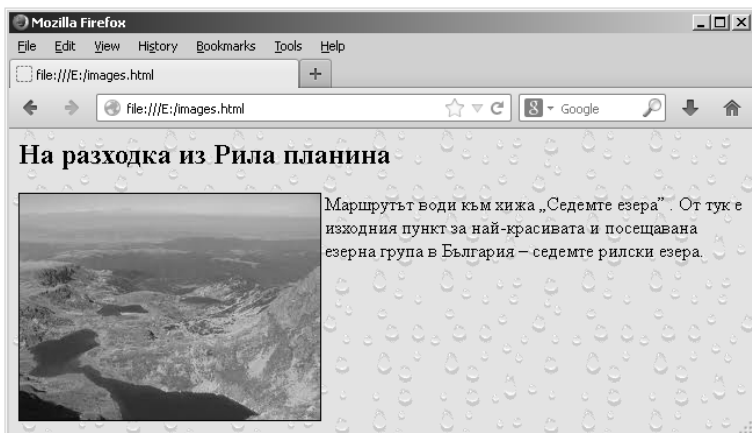 Mozilla Firefox
File Edit View History Bookmarks Tools Help
file:///E:/images.html
file:///E:/images.html
8 Google
На разходка из Рила планина
Маршрутът води към хижа „Седемте езера” . От тук е
изходния пункт за най-красивата и посещавана
езерна група в България – седемте рилски езера.